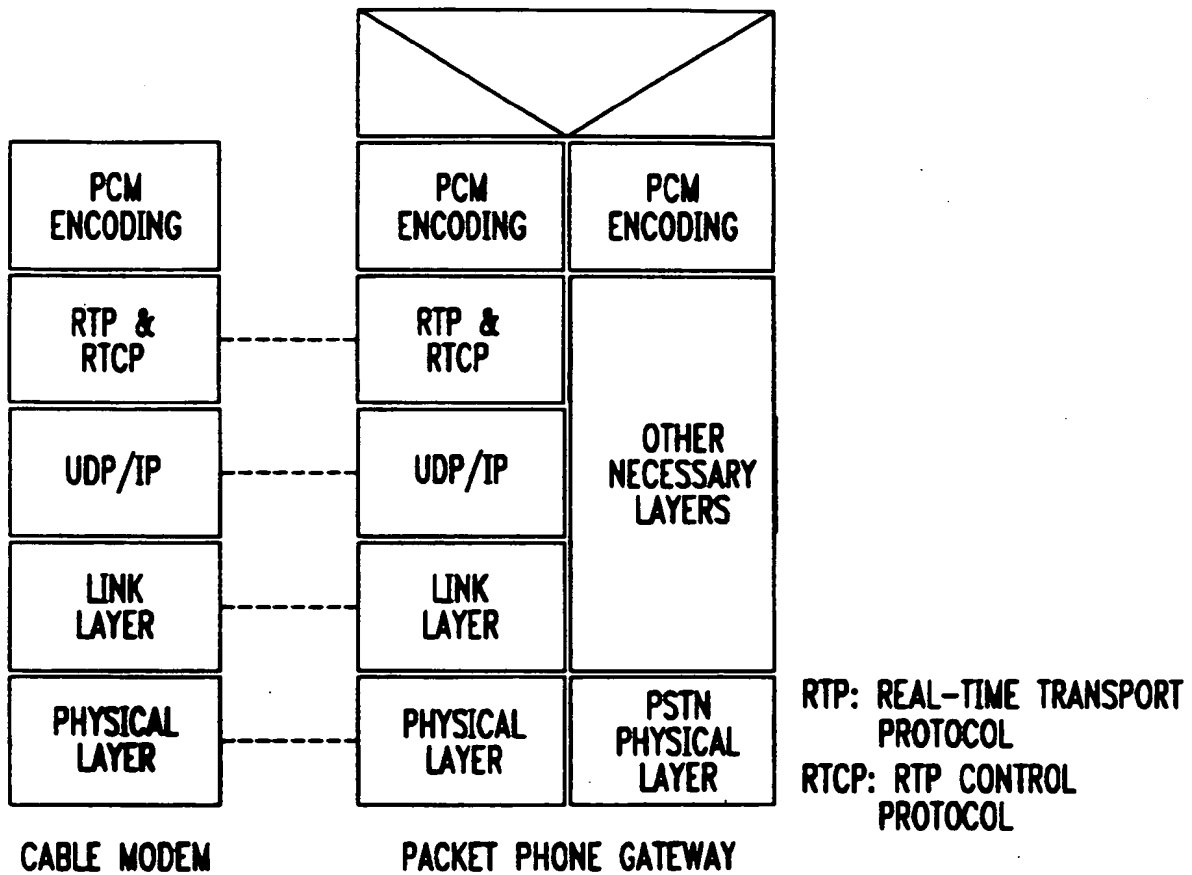 PCM
ENCODING
PCM
ENCODING
PCM
ENCODING
RTP &
RTCP
RTP &
RTCP
UDP/IP
UDP/IP
OTHER
NECESSARY
LAYERS
LINK
LAYER
LINK
LAYER
PHYSICAL
LAYER
PHYSICAL
LAYER
PSTN
PHYSICAL
LAYER
RTP: REAL-TIME TRANSPORT
PROTOCOL
RTCP: RTP CONTROL
PROTOCOL
CABLE MODEM
PACKET PHONE GATEWAY